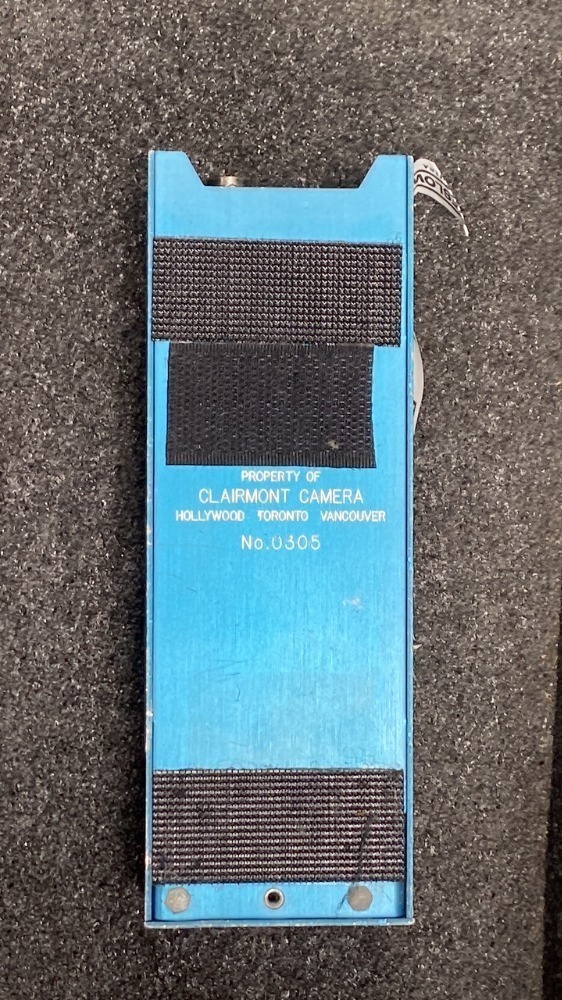 PROPERTY OF
CLAIRMONT CAMERA
HOLLYWOOD TORONTO VANCOUVER
No.0305